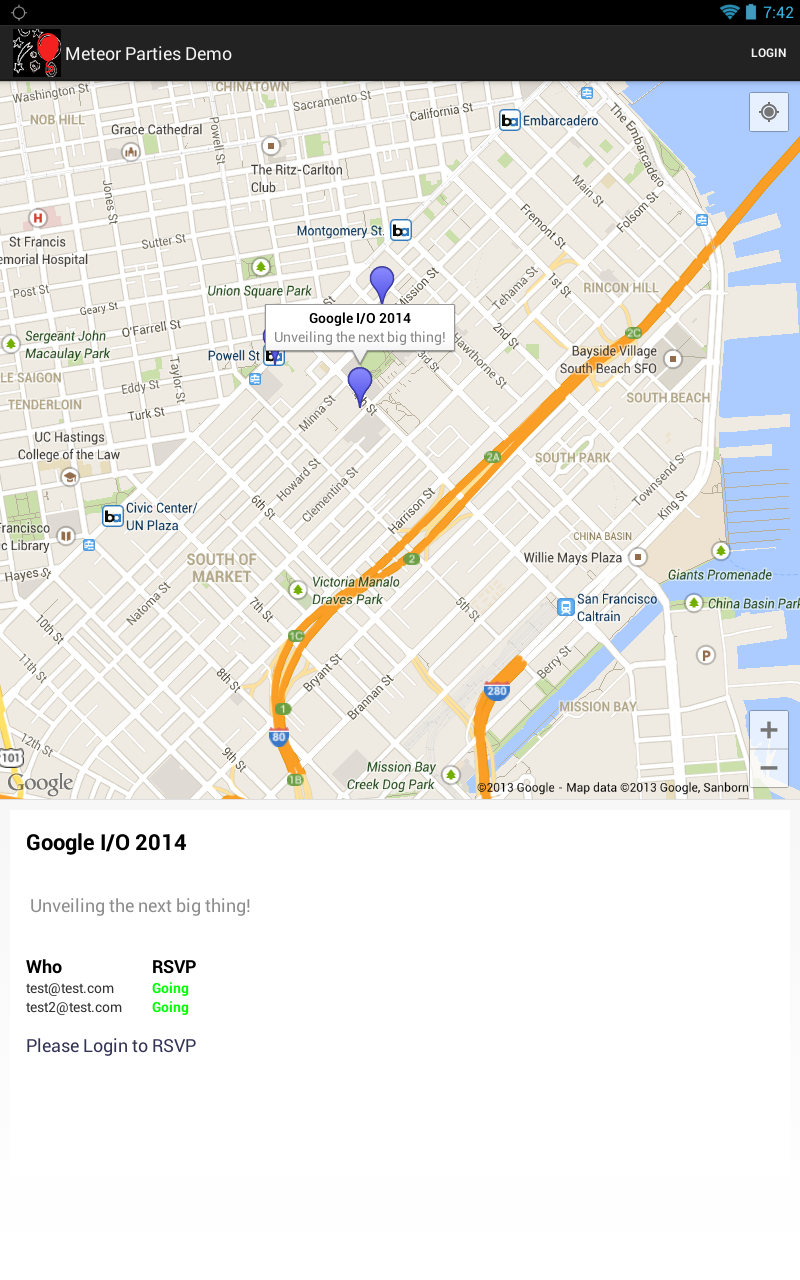 7:42
Meteor Parties Demo
LOGIN
CHINATOWN
Washington St
Sacramento St
California St
NOB HILL
Grace Cathedral
Powell St
Embarcadero
The Embarcadero
The Ritz-Carlton
Club
Jones St
Main St
Folsom St
Fremont St
H
St Francis
emorial Hospital
Sutter St
Montgomery St.
Union Square Park
Mission St
Tehama St
1st St
RINCON HILL
Post St
Geary St
O'Farrell St
Google I/O 2014
Unveiling the next big thing!
2nd St
2C
Sergeant John
Macaulay Park
Powell St
3rd St
Hawthorne St
Bayside Village
South Beach SFO
LE SAIGON
Eddy St
Taylor St
TENDERLOIN
Turk St
Minna St
4th St
SOUTH BEACH
UC Hastings
College of the Law
Howard St
Clementina St
2A
SOUTH PARK
Townsend St
King St
6th St
Harrison St
Civic Center/
UN Plaza
Francisco
c Library
CHINA BASIN
Willie Mays Plaza
Giants Promenade
Hayes St
SOUTH OF
MARKET
2
Victoria Manalo
Draves Park
Natoma St
7th St
5th St
San Francisco
Caltrain
China Basin Park
10th St
1C
11th St
8th St
Bryant St
Brannan St
Berry St
P
280
MISSION BAY
1
80
12th St
101
9th St
1B
Mission Bay
Creek Dog Park
+
−
Google
©2013 Google - Map data ©2013 Google, Sanborn
Google I/O 2014
Unveiling the next big thing!
Who RSVP
test@test.com Going
test2@test.com Going
Please Login to RSVP